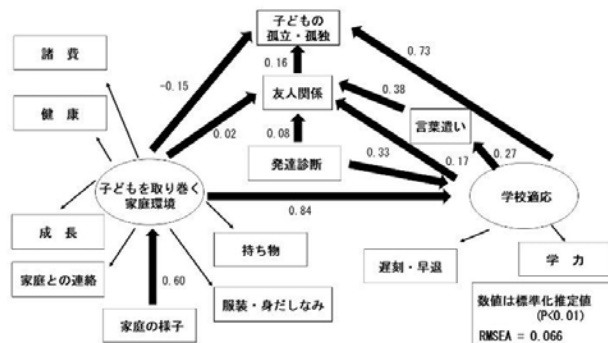 子どもの
孤立・孤独
諸 費
-0.15
0.16
0.73
健 康
友人関係
0.38
言葉遣い
0.02
0.08
発達診断
0.33
0.17
0.27
子どもを取り巻く
家庭環境
0.84
学校適応
成 長
持ち物
遅刻・早退
学 力
家庭との連絡
0.60
服装・身だしなみ
家庭の様子
数値は標準化推定値
(P<0.01)
RMSEA = 0.066